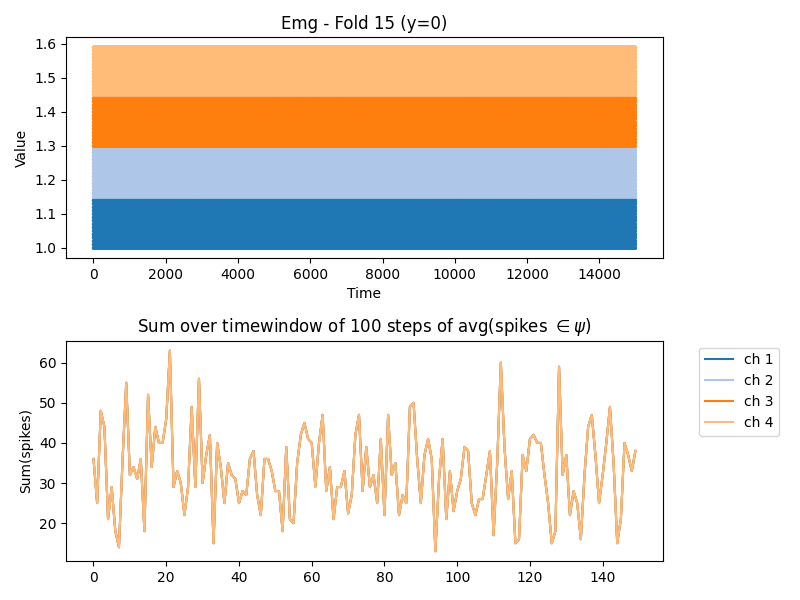 Emg - Fold 15 (y=0)
1.6
1.5
1.4
1.3
1.2
1.1
1.0
Value
0 2000 4000 6000 8000 10000 12000 14000
Time
Sum over timewindow of 100 steps of avg(spikes ∈ ψ)
60
50
40
30
20
Sum(spikes)
0 20 40 60 80 100 120 140
ch 1
ch 2
ch 3
ch 4